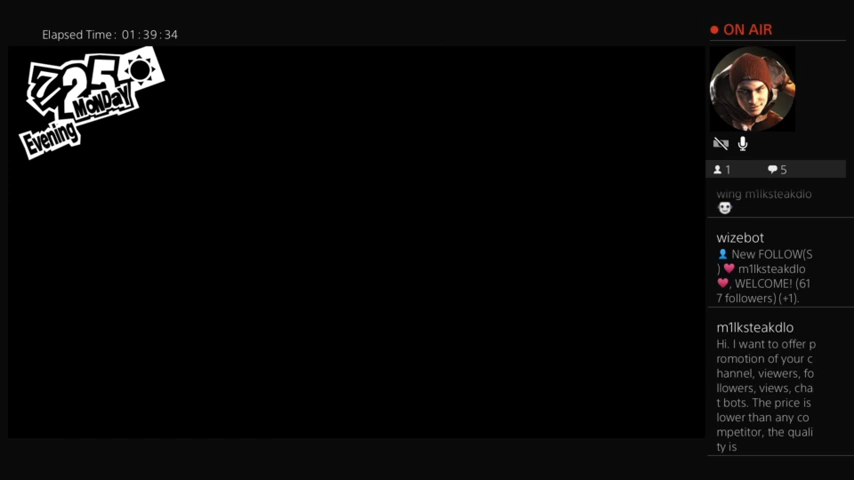 Elapsed Time: 01:39:34
25
MONDAY
Evening
ON AIR
1 5
wing m1lksteakdlo
wizebot
New FOLLOW(S
) m1lksteakdlo
, WELCOME! (61
7 followers) (+1).
m1lksteakdlo
Hi. I want to offer p
romotion of your c
hannel, viewers, fo
llowers, views, cha
t bots. The price is
lower than any co
mpetitor, the quali
ty is